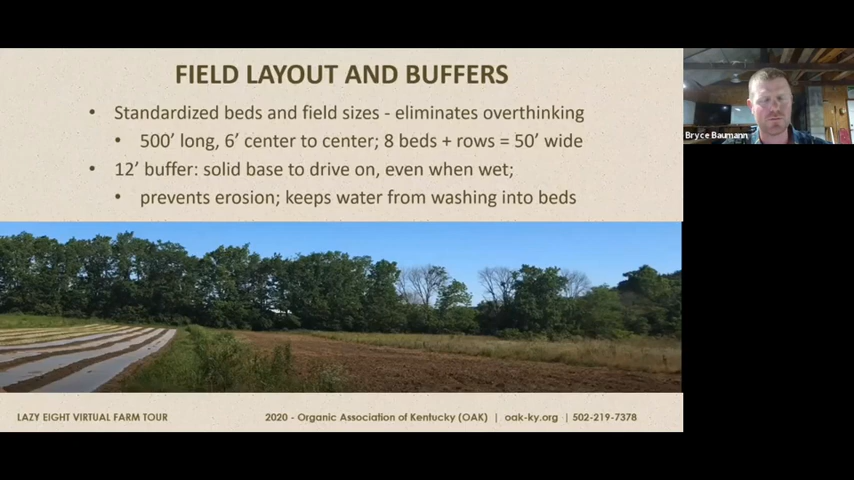 FIELD LAYOUT AND BUFFERS
• Standardized beds and field sizes - eliminates overthinking
• 500’ long, 6’ center to center; 8 beds + rows = 50’ wide
• 12’ buffer: solid base to drive on, even when wet;
• prevents erosion; keeps water from washing into beds
Bryce Baumann
LAZY EIGHT VIRTUAL FARM TOUR
2020 - Organic Association of Kentucky (OAK) | oak-ky.org | 502-219-7378